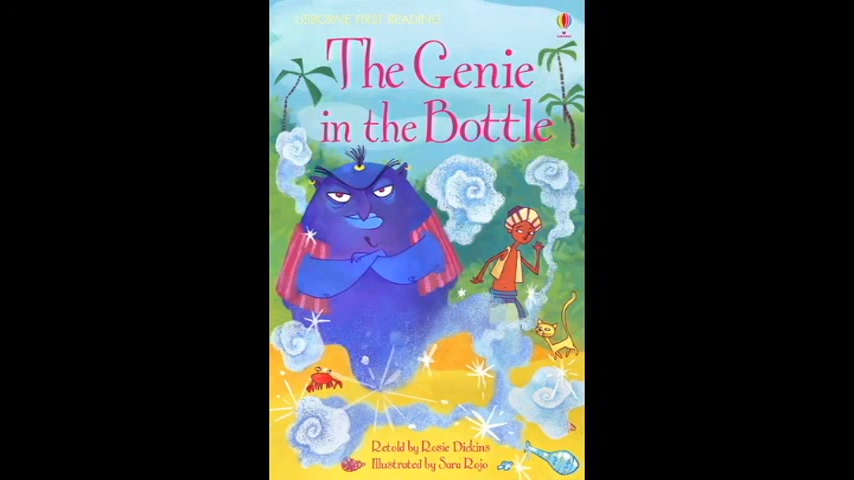 USBORNE FIRST READING
The Genie
in the Bottle
Retold by Rosie Dickins
Illustrated by Sara Rojo